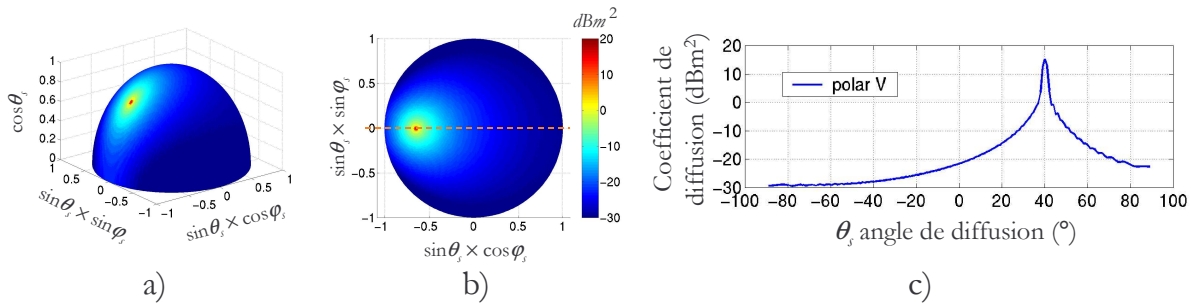 cosθs
1
0.8
0.6
0.4
0.2
0
1
0.5
0
−0.5
−1
−1
−0.5
0
0.5
1
sinθs × sinφs
sinθs × cosφs
a)
dBm²
sinθs × sinφs
1
0.5
0
−0.5
−1
−1
−0.5
0
0.5
1
sinθs × cosφs
20
10
0
−10
−20
−30
b)
Coefficient de
diffusion (dBm²)
20
10
0
−10
−20
−30
polar V
−100 −80 −60 −40 −20 0 20 40 60 80 100
θs angle de diffusion (°)
c)